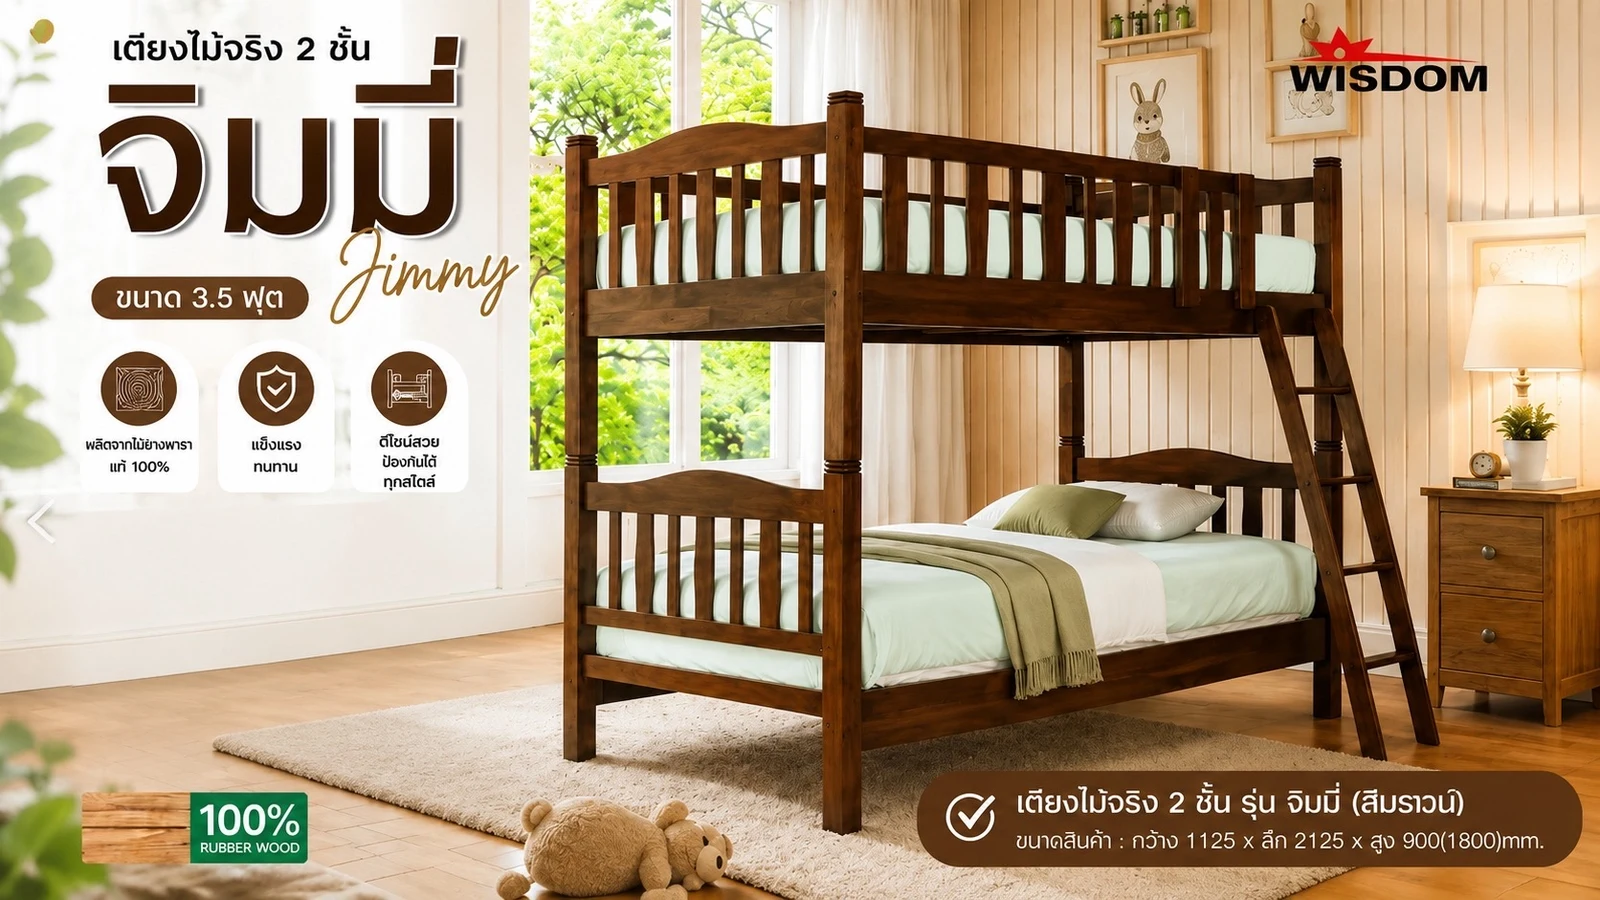 เตียงไม้จริง 2 ชั้น
จิมมี่
Jimmy
ขนาด 3.5 ฟุต
ผลิตจากไม้ยางพารา
แท้ 100%
แข็งแรง
ทนทาน
ดีไซน์สวย
ป้องกันได้
ทุกสไตล์
WISDOM
100%
RUBBER WOOD
เตียงไม้จริง 2 ชั้น รุ่น จิมมี่ (สีบราวน์)
ขนาดสินค้า : กว้าง 1125 x ลึก 2125 x สูง 900(1800)mm.